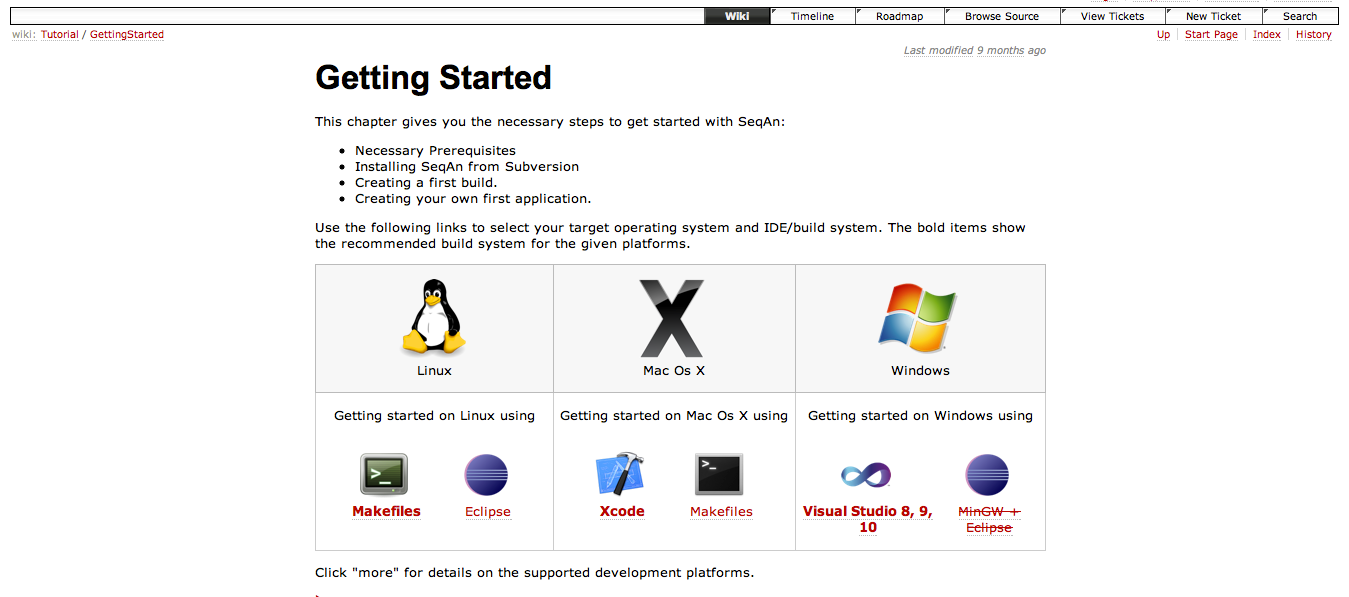 Wiki Timeline Roadmap Browse Source View Tickets New Ticket Search
wiki: Tutorial / GettingStarted Up Start Page Index History
Last modified 9 months ago
Getting Started
This chapter gives you the necessary steps to get started with SeqAn:
• Necessary Prerequisites
• Installing SeqAn from Subversion
• Creating a first build.
• Creating your own first application.
Use the following links to select your target operating system and IDE/build system. The bold items show
the recommended build system for the given platforms.
Linux Mac Os X Windows
Getting started on Linux using Getting started on Mac Os X using Getting started on Windows using
Makefiles Eclipse Xcode Makefiles Visual Studio 8, 9, MinGW +
10 Eclipse
Click "more" for details on the supported development platforms.